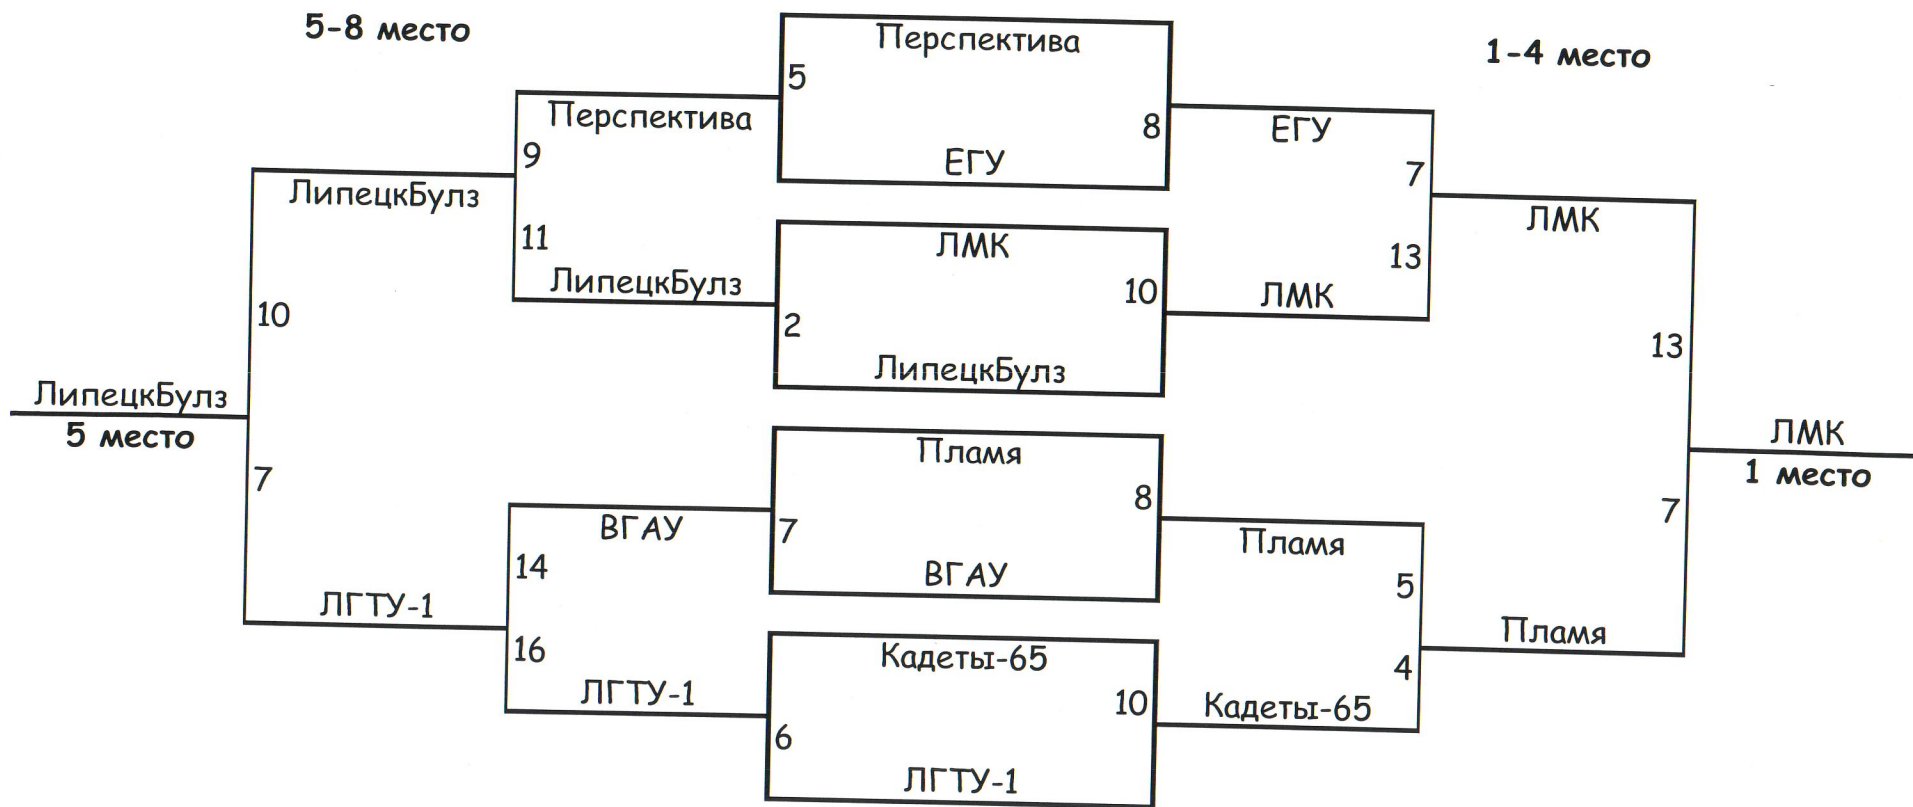 5-8 место
1-4 место
Перспектива
5
8
ЕГУ
Перспектива
9
11
ЛипецкБулз
ЕГУ
7
13
ЛМК
ЛипецкБулз
ЛМК
ЛМК
10
2
ЛипецкБулз
10
7
13
7
ЛипецкБулз
5 место
ЛМК
1 место
Пламя
8
7
ВГАУ
ВГАУ
14
16
ЛГТУ-1
Пламя
5
4
Кадеты-65
ЛГТУ-1
Пламя
Кадеты-65
10
6
ЛГТУ-1